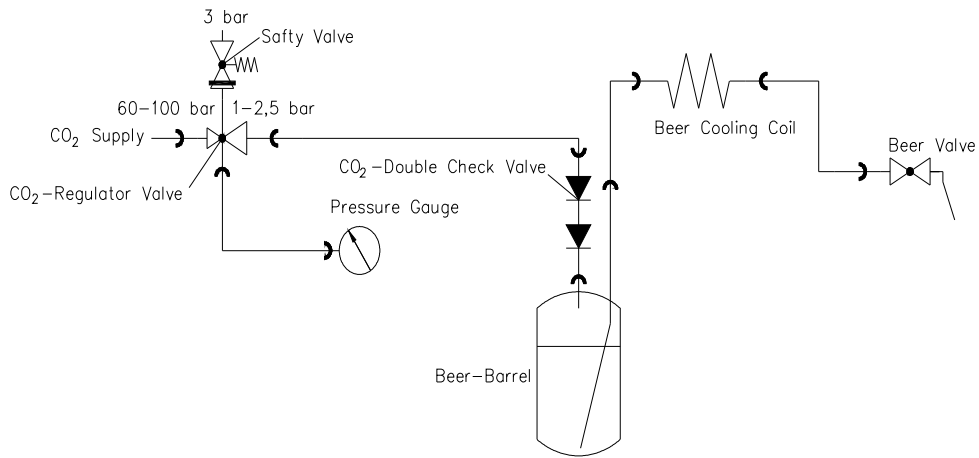 3 bar
Safty Valve
60-100 bar
1-2,5 bar
CO₂ Supply
CO₂-Regulator Valve
Pressure Gauge
CO₂-Double Check Valve
Beer Cooling Coil
Beer Valve
Beer-Barrel